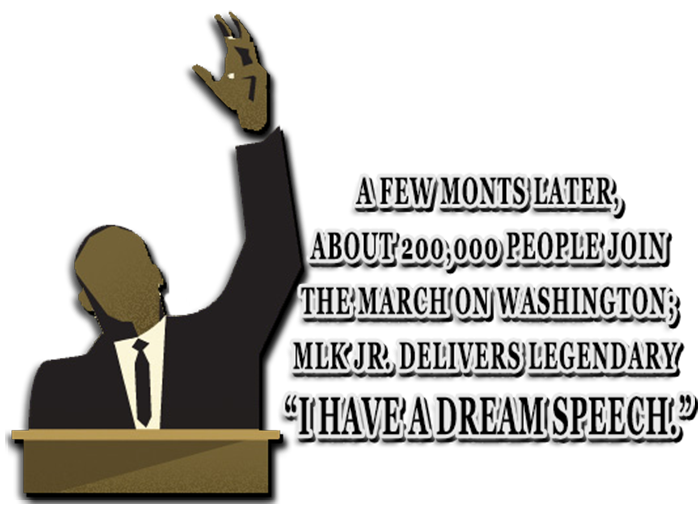 A FEW MONTS LATER,
ABOUT 200,000 PEOPLE JOIN
THE MARCH ON WASHINGTON;
MLK JR. DELIVERS LEGENDARY
“I HAVE A DREAM SPEECH.”